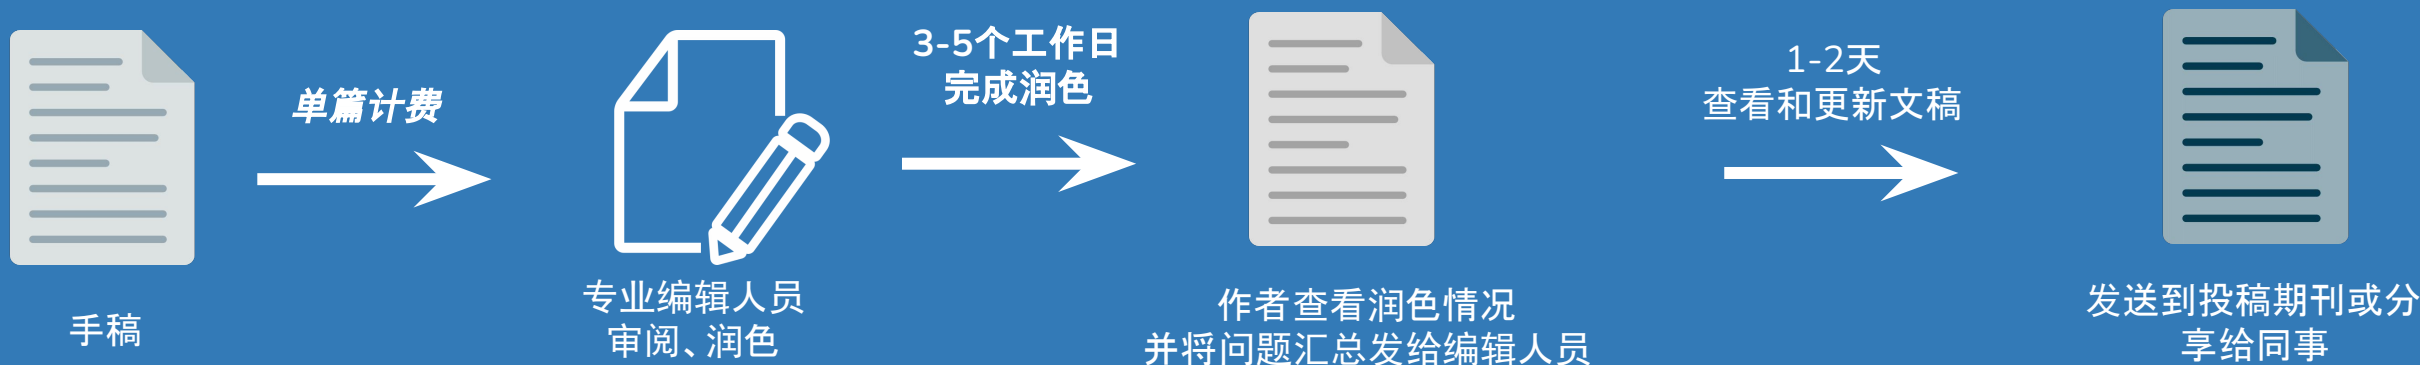 手稿
单篇计费
专业编辑人员
审阅、润色
3-5个工作日
完成润色
作者查看润色情况
并将问题汇总发给编辑人员
1-2天
查看和更新文稿
发送到投稿期刊或分
享给同事